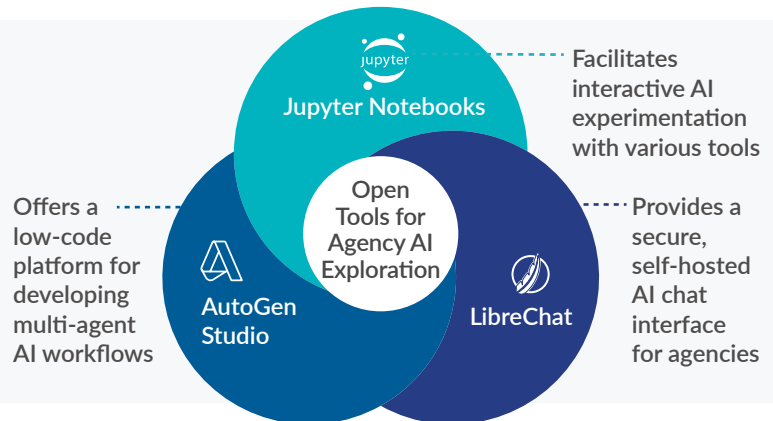 jupyter
Jupyter Notebooks
Facilitates
interactive AI
experimentation
with various tools
Open
Tools for
Agency AI
Exploration
Offers a
low-code
platform for
developing
multi-agent
AI workflows
AutoGen
Studio
LibreChat
Provides a
secure,
self-hosted
AI chat
interface
for agencies